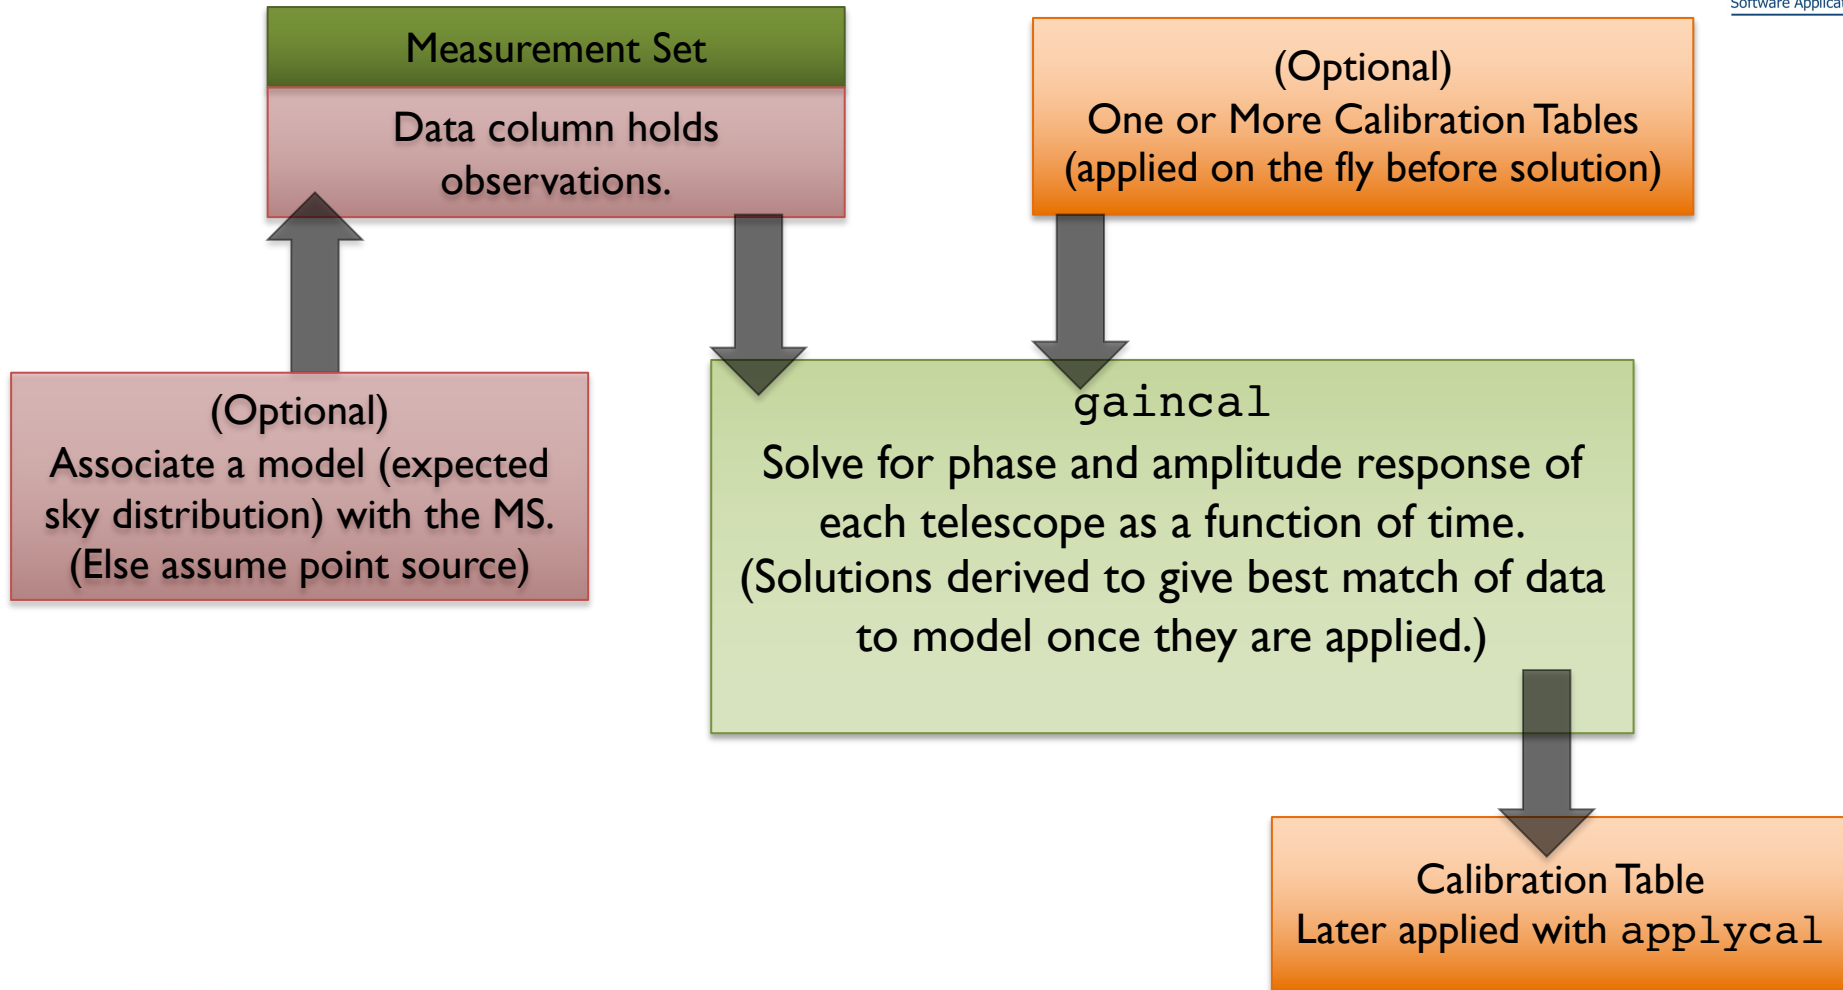 Software Applicat
Measurement Set
Data column holds
observations.
(Optional)
One or More Calibration Tables
(applied on the fly before solution)
(Optional)
Associate a model (expected
sky distribution) with the MS.
(Else assume point source)
gaincal
Solve for phase and amplitude response of
each telescope as a function of time.
(Solutions derived to give best match of data
to model once they are applied.)
Calibration Table
Later applied with applycal